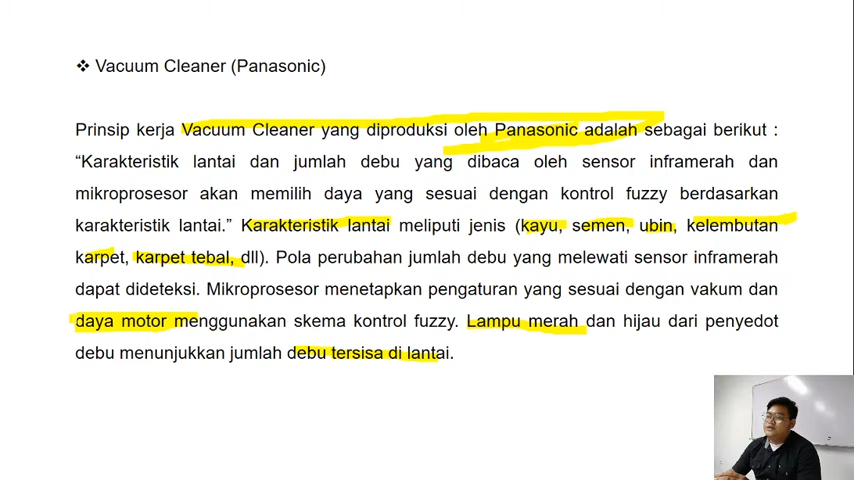 ❖ Vacuum Cleaner (Panasonic)
Prinsip kerja Vacuum Cleaner yang diproduksi oleh Panasonic adalah sebagai berikut :
“Karakteristik lantai dan jumlah debu yang dibaca oleh sensor inframerah dan
mikroprosesor akan memilih daya yang sesuai dengan kontrol fuzzy berdasarkan
karakteristik lantai.” Karakteristik lantai meliputi jenis (kayu, semen, ubin, kelembutan
karpet, karpet tebal, dll). Pola perubahan jumlah debu yang melewati sensor inframerah
dapat dideteksi. Mikroprosesor menetapkan pengaturan yang sesuai dengan vakum dan
daya motor menggunakan skema kontrol fuzzy. Lampu merah dan hijau dari penyedot
debu menunjukkan jumlah debu tersisa di lantai.